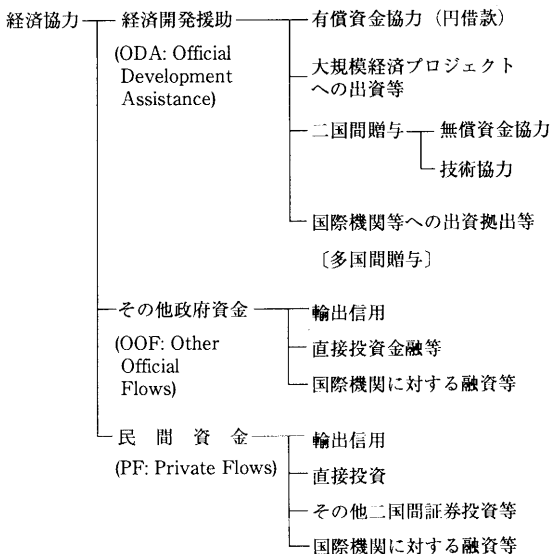 経済協力 経済開発援助 有償資金協力（円借款）
(ODA: Official
Development
Assistance)
大規模経済プロジェクト
への出資等
二国間贈与 無償資金協力
技術協力
国際機関等への出資拠出等
〔多国間贈与〕
その他政府資金 輸出信用
(OOF: Other
Official
Flows)
直接投資金融等
国際機関に対する融資等
民間資金 輸出信用
(PF: Private Flows) 直接投資
その他二国間証券投資等
国際機関に対する融資等